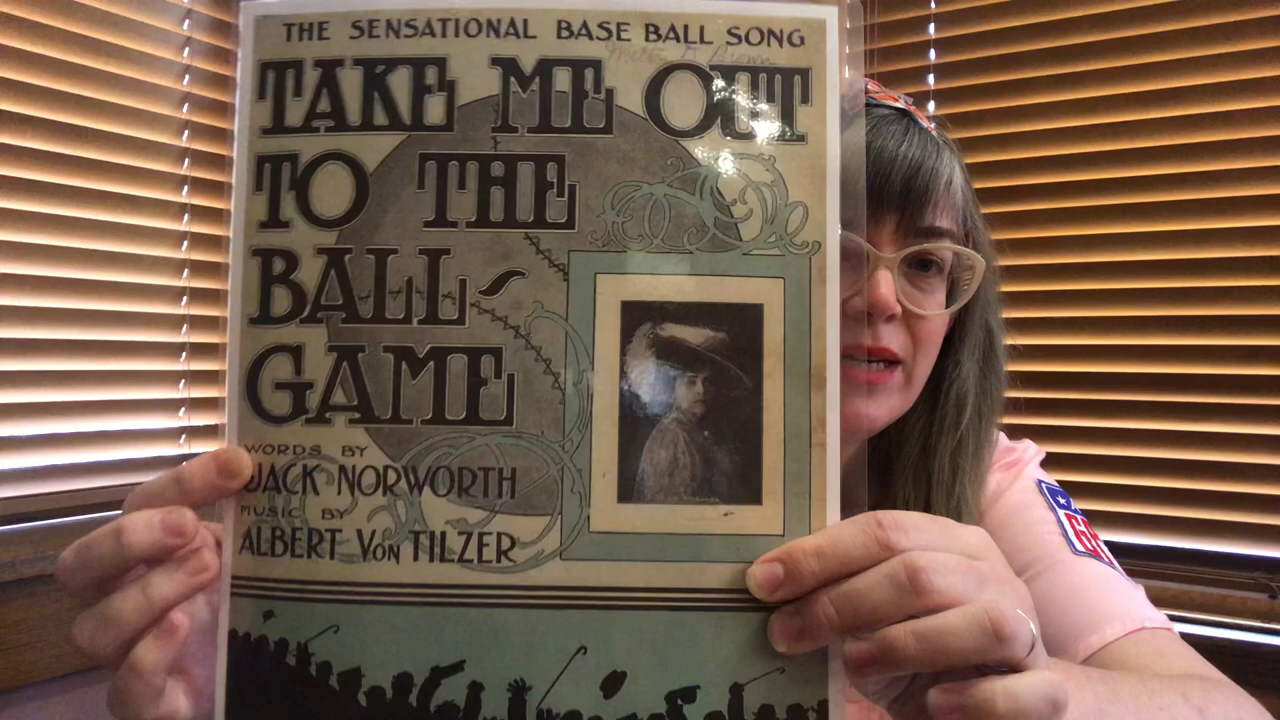 THE SENSATIONAL BASE BALL SONG
TAKE ME OUT
TO THE
BALL-
GAME
WORDS BY
JACK NORWORTH
MUSIC BY
ALBERT VON TILZER